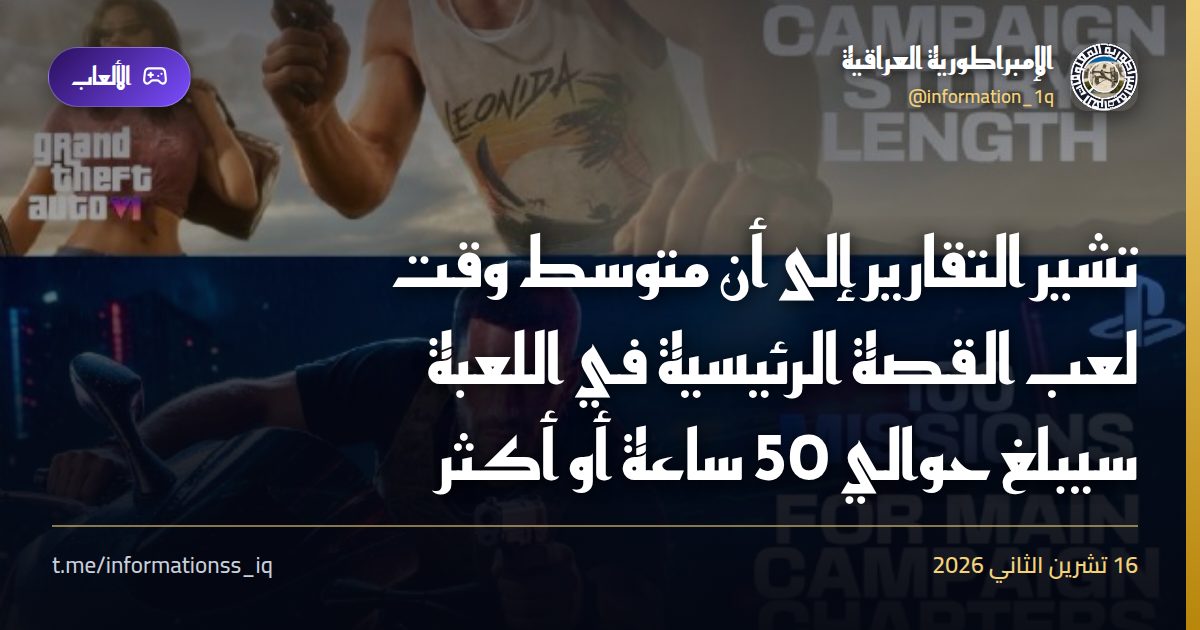 الإمبراطورية العراقية
@information_1q
الألعاب
CAMPAIGN
LENGTH
grand
theft
auto VI
LEONIDA
تشير التقارير إلى أن متوسط وقت
لعب القصة الرئيسية في اللعبة
سيبلغ حوالي 50 ساعة أو أكثر
100
MISSIONS
FOR MAIN
CAMPAIGN
CHAPTERS
16 تشرين الثاني 2026
t.me/informationss_iq